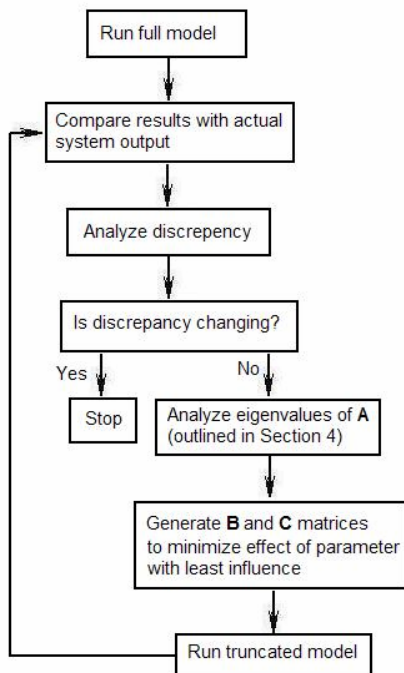 Run full model
Compare results with actual
system output
Analyze discrepency
Is discrepancy changing?
Yes
No
Stop
Analyze eigenvalues of A
(outlined in Section 4)
Generate B and C matrices
to minimize effect of parameter
with least influence
Run truncated model